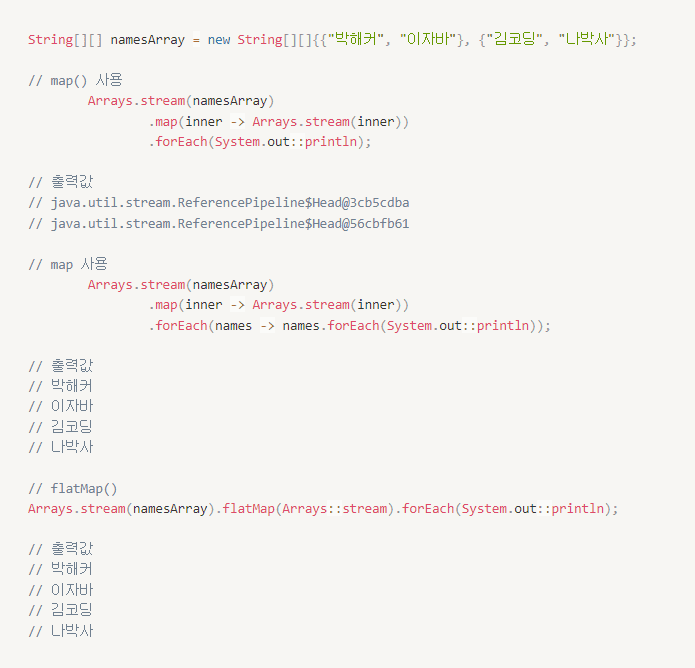 String[][] namesArray = new String[][]{{"박해커", "이자바"}, {"김코딩", "나박사"}};
// map() 사용
Arrays.stream(namesArray)
.map(inner -> Arrays.stream(inner))
.forEach(System.out::println);
// 출력값
// java.util.stream.ReferencePipeline$Head@3cb5cdba
// java.util.stream.ReferencePipeline$Head@56cbfb61
// map 사용
Arrays.stream(namesArray)
.map(inner -> Arrays.stream(inner))
.forEach(names -> names.forEach(System.out::println));
// 출력값
// 박해커
// 이자바
// 김코딩
// 나박사
// flatMap()
Arrays.stream(namesArray).flatMap(Arrays::stream).forEach(System.out::println);
// 출력값
// 박해커
// 이자바
// 김코딩
// 나박사